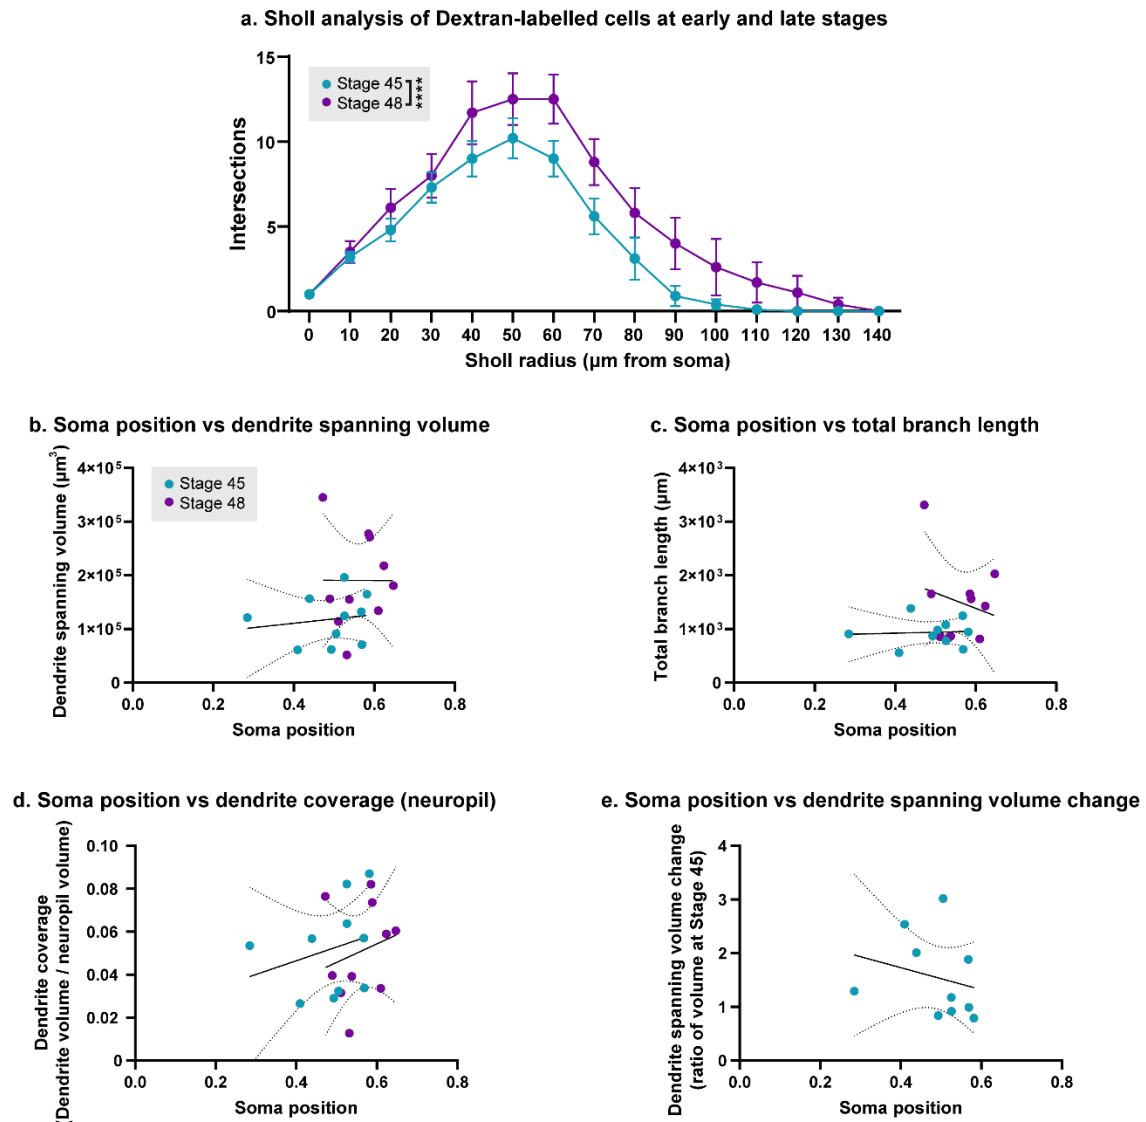 a. Sholl analysis of Dextran-labelled cells at early and late stages
15
10
5
0
Intersections
Stage 45
Stage 48
****
0 10 20 30 40 50 60 70 80 90 100 110 120 130 140
Sholl radius (µm from soma)
b. Soma position vs dendrite spanning volume
Dendrite spanning volume (µm³)
4×10⁵
3×10⁵
2×10⁵
1×10⁵
0
Stage 45
Stage 48
0.0 0.2 0.4 0.6 0.8
Soma position
c. Soma position vs total branch length
Total branch length (µm)
4×10³
3×10³
2×10³
1×10³
0
0.0 0.2 0.4 0.6 0.8
Soma position
d. Soma position vs dendrite coverage (neuropil)
Dendrite coverage
(Dendrite volume / neuropil volume)
0.10
0.08
0.06
0.04
0.02
0
0.0 0.2 0.4 0.6 0.8
Soma position
e. Soma position vs dendrite spanning volume change
Dendrite spanning volume change
(ratio of volume at Stage 45)
4
3
2
1
0
0.0 0.2 0.4 0.6 0.8
Soma position